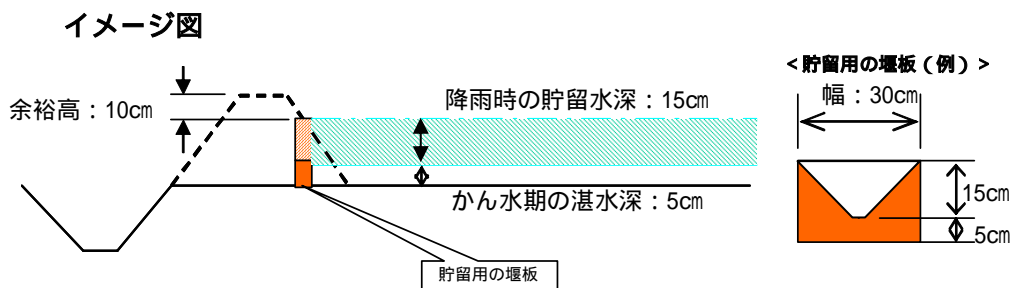 イメージ図
余裕高：10㎝
降雨時の貯留水深：15㎝
かん水期の湛水深：5㎝
貯留用の堰板
<貯留用の堰板（例）>
幅：30㎝
15㎝
5㎝